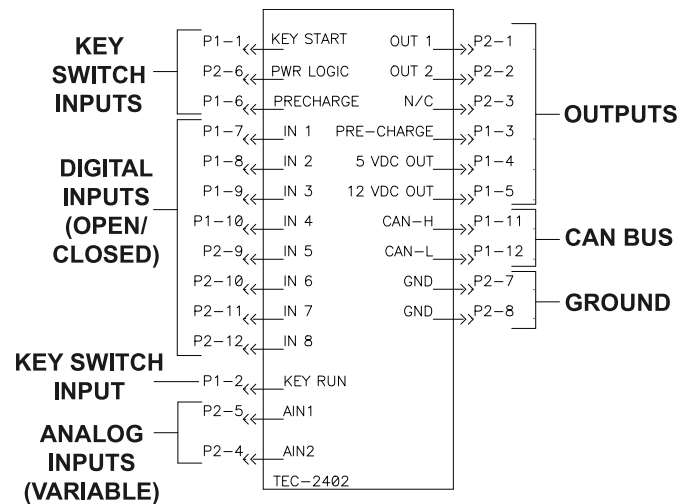 KEY
SWITCH
INPUTS
P1-1 KEY START OUT 1 P2-1
P2-6 PWR LOGIC OUT 2 P2-2
P1-6 PRECHARGE N/C P2-3
OUTPUTS
P1-7 IN 1 PRE-CHARGE P1-3
P1-8 IN 2 5 VDC OUT P1-4
P1-9 IN 3 12 VDC OUT P1-5
DIGITAL
INPUTS
(OPEN/
CLOSED)
P1-10 IN 4 CAN-H P1-11
P2-9 IN 5 CAN-L P1-12
CAN BUS
P2-10 IN 6 GND P2-7
P2-11 IN 7 GND P2-8
GROUND
P2-12 IN 8
KEY SWITCH
INPUT
P1-2 KEY RUN
P2-5 AIN1
P2-4 AIN2
ANALOG
INPUTS
(VARIABLE)
TEC-2402